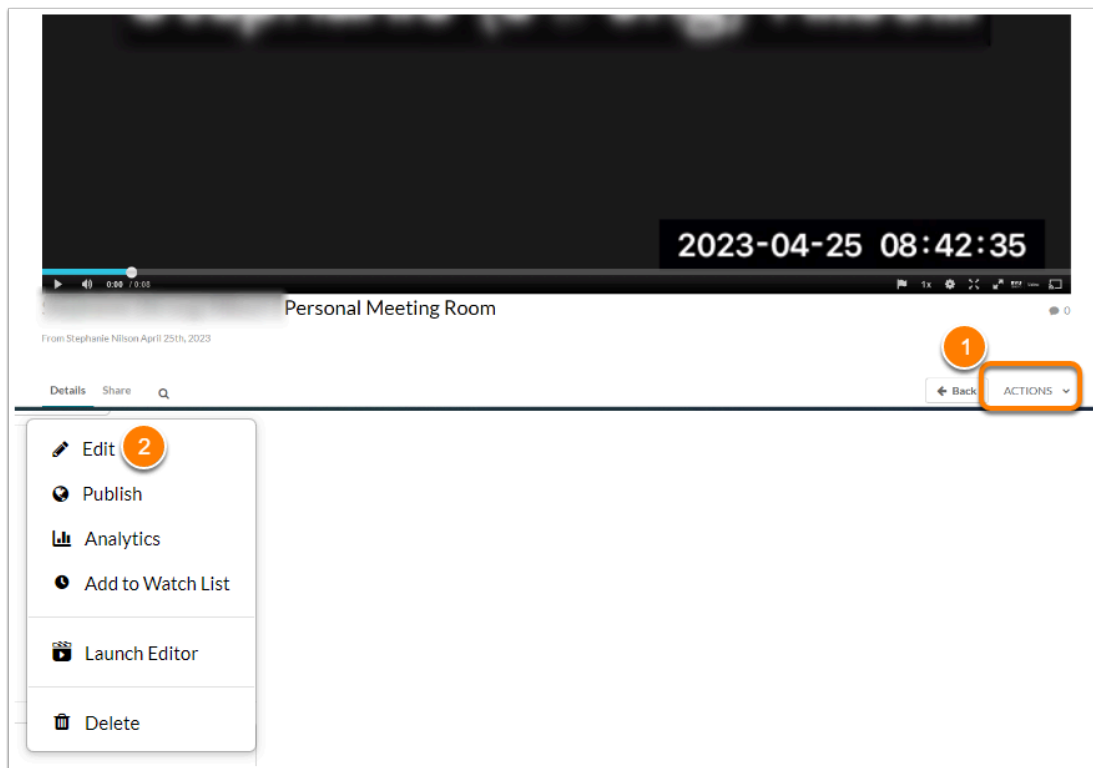 2023-04-25 08:42:35
0:00 / 0:08
1x
Personal Meeting Room
0
From Stephanie Nilson April 25th, 2023
1
Details Share
Back ACTIONS
Edit 2
Publish
Analytics
Add to Watch List
Launch Editor
Delete